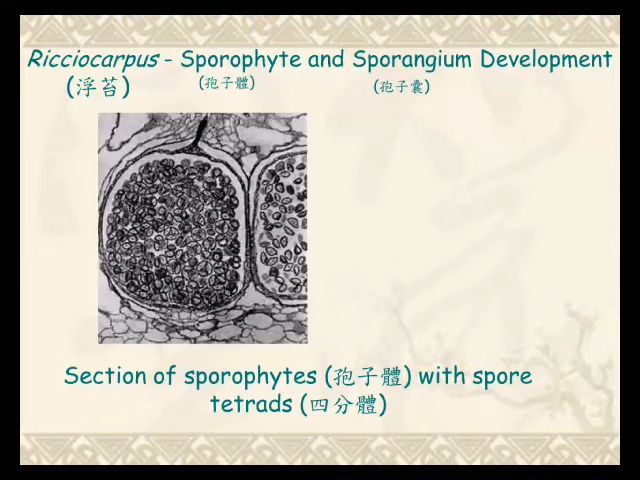 Ricciocarpus - Sporophyte and Sporangium Development
(浮苔) (孢子體) (孢子囊)
Section of sporophytes (孢子體) with spore
tetrads (四分體)